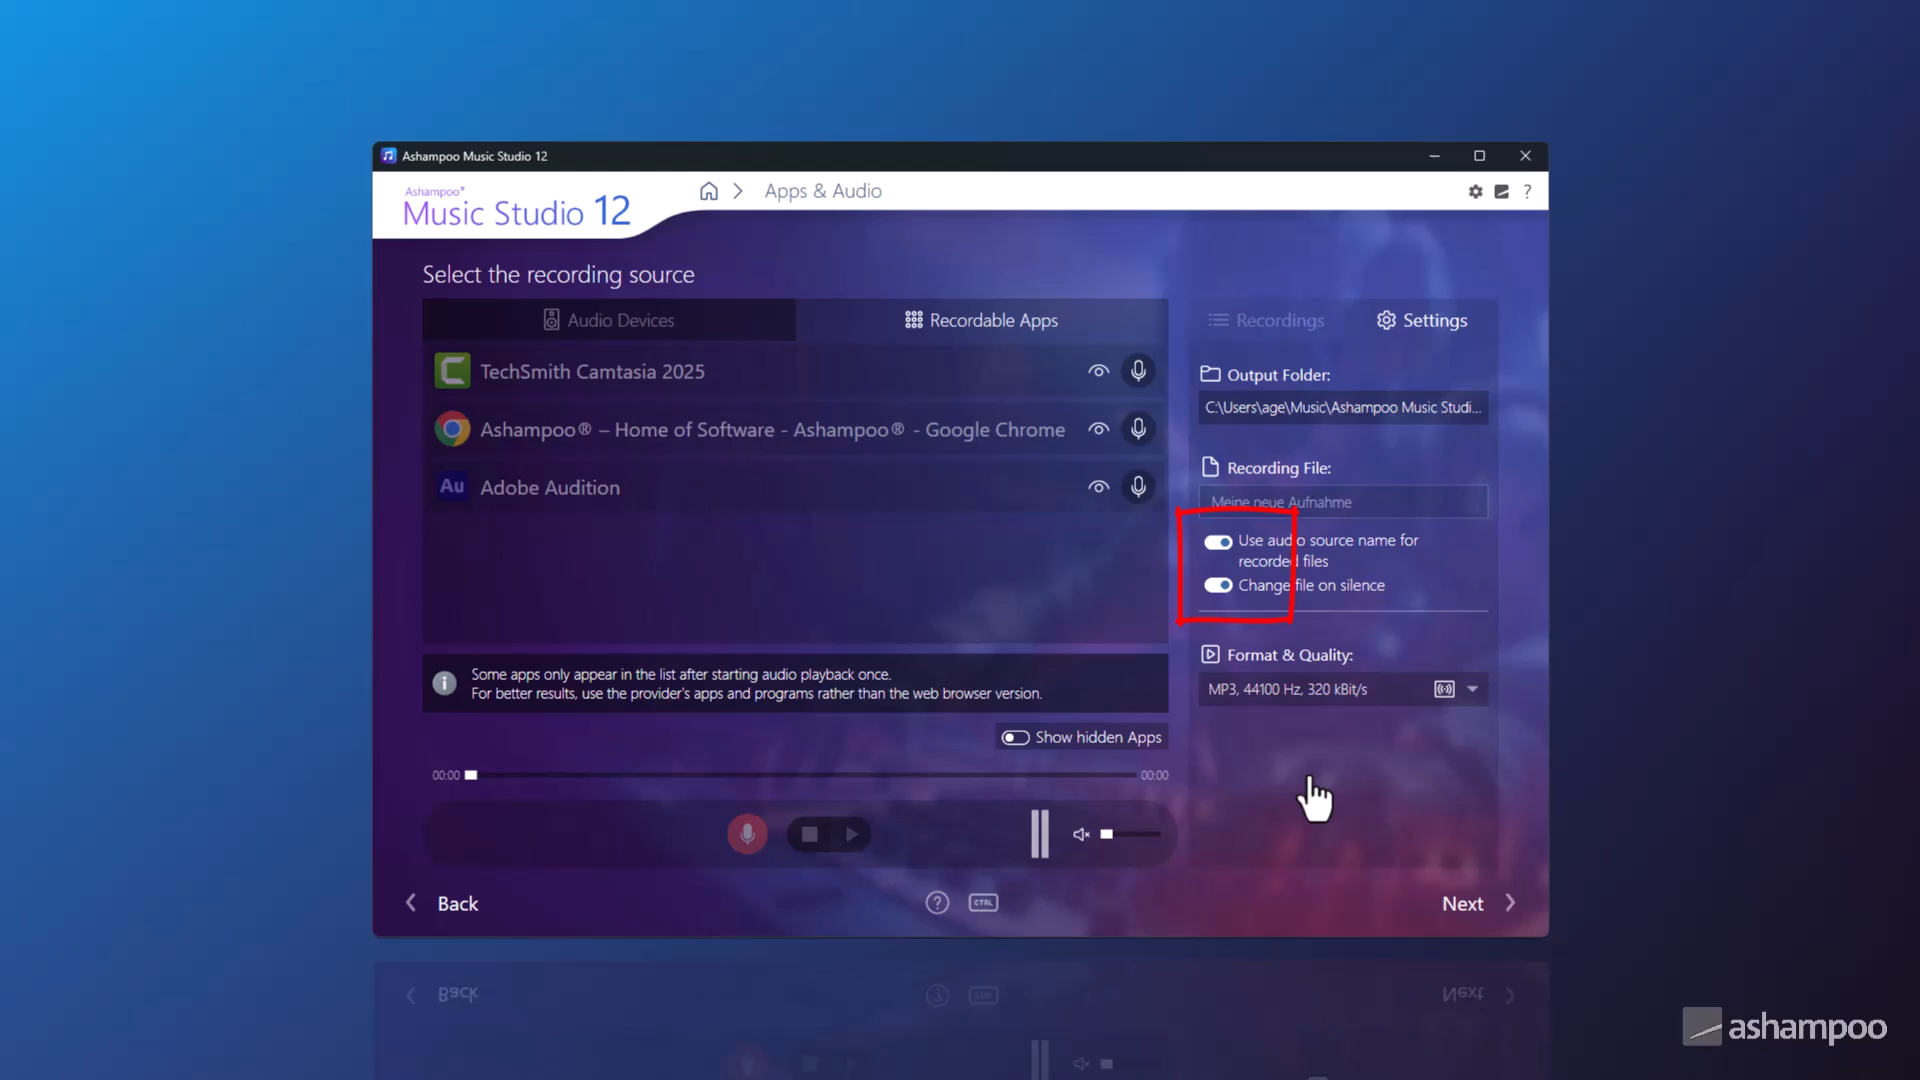 Ashampoo Music Studio 12
Ashampoo®
Music Studio 12
Apps & Audio
?
Select the recording source
Audio Devices
Recordable Apps
Recordings
Settings
TechSmith Camtasia 2025
Ashampoo® – Home of Software - Ashampoo® - Google Chrome
Au
Adobe Audition
Output Folder:
C:\Users\age\Music\Ashampoo Music Studi...
Recording File:
Meine neue Aufnahme
Use audio source name for
recorded files
Change file on silence
Format & Quality:
MP3, 44100 Hz, 320 kBit/s
Some apps only appear in the list after starting audio playback once.
For better results, use the provider's apps and programs rather than the web browser version.
Show hidden Apps
00:00
00:00
Back
?
CTRL
Next
Back
Next
ashampoo